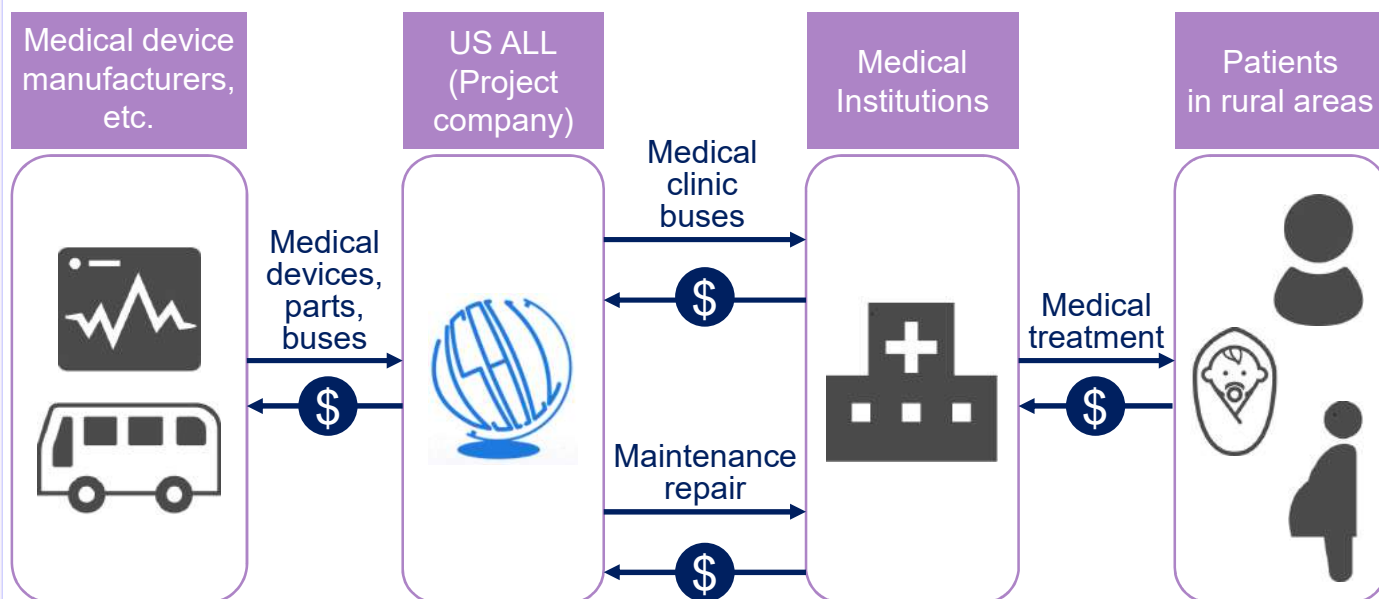 Medical device
manufacturers,
etc.
US ALL
(Project
company)
Medical
Institutions
Patients
in rural areas
Medical
devices,
parts,
buses
$
Medical
clinic
buses
$
Maintenance
repair
$
Medical
treatment
$